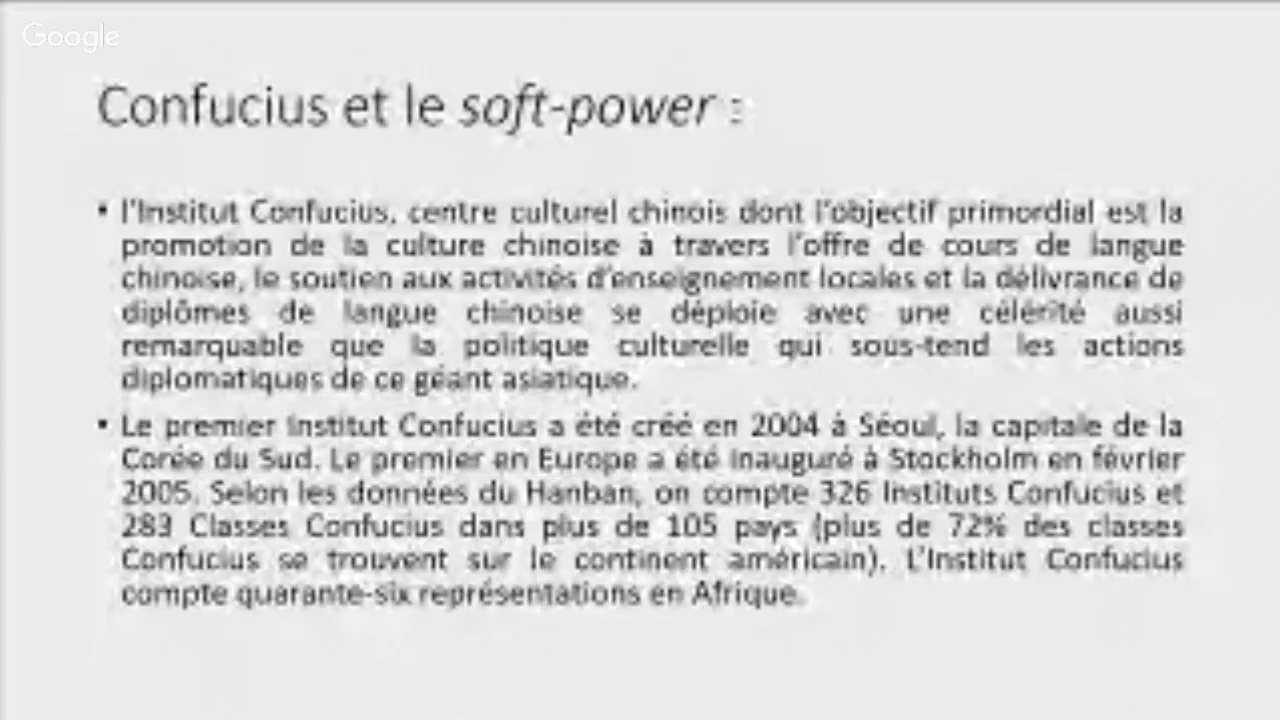 Google
Confucius et le soft-power :
• l'Institut Confucius, centre culturel chinois dont l'objectif primordial est la
promotion de la culture chinoise à travers l'offre de cours de langue
chinoise, le soutien aux activités d'enseignement locales et la délivrance de
diplômes de langue chinoise se déploie avec une célérité aussi
remarquable que la politique culturelle qui sous-tend les actions
diplomatiques de ce géant asiatique.
• Le premier Institut Confucius a été créé en 2004 à Séoul, la capitale de la
Corée du Sud. Le premier en Europe a été inauguré à Stockholm en février
2005. Selon les données du Hanban, on compte 326 Instituts Confucius et
283 Classes Confucius dans plus de 105 pays (plus de 72% des classes
Confucius se trouvent sur le continent américain). L'Institut Confucius
compte quarante-six représentations en Afrique.